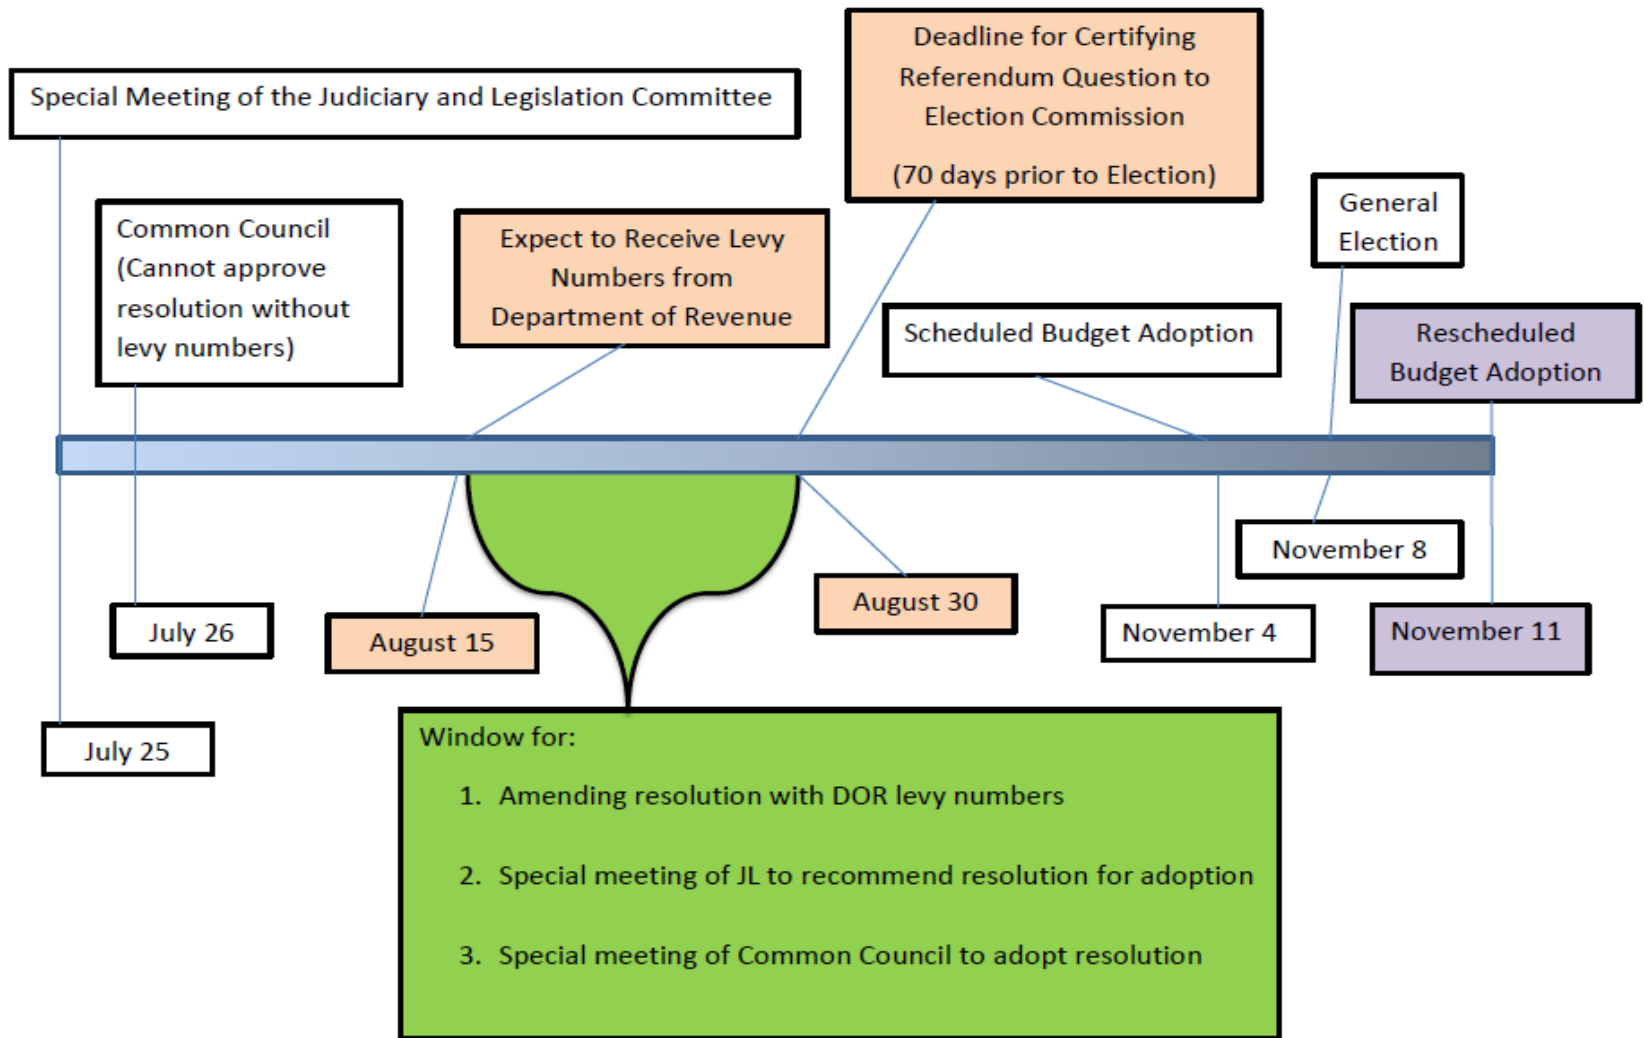 Special Meeting of the Judiciary and Legislation Committee
Common Council
(Cannot approve
resolution without
levy numbers)
Expect to Receive Levy
Numbers from
Department of Revenue
Deadline for Certifying
Referendum Question to
Election Commission
(70 days prior to Election)
Scheduled Budget Adoption
General
Election
Rescheduled
Budget Adoption
July 25
July 26
August 15
August 30
November 4
November 8
November 11
Window for:
1. Amending resolution with DOR levy numbers
2. Special meeting of JL to recommend resolution for adoption
3. Special meeting of Common Council to adopt resolution